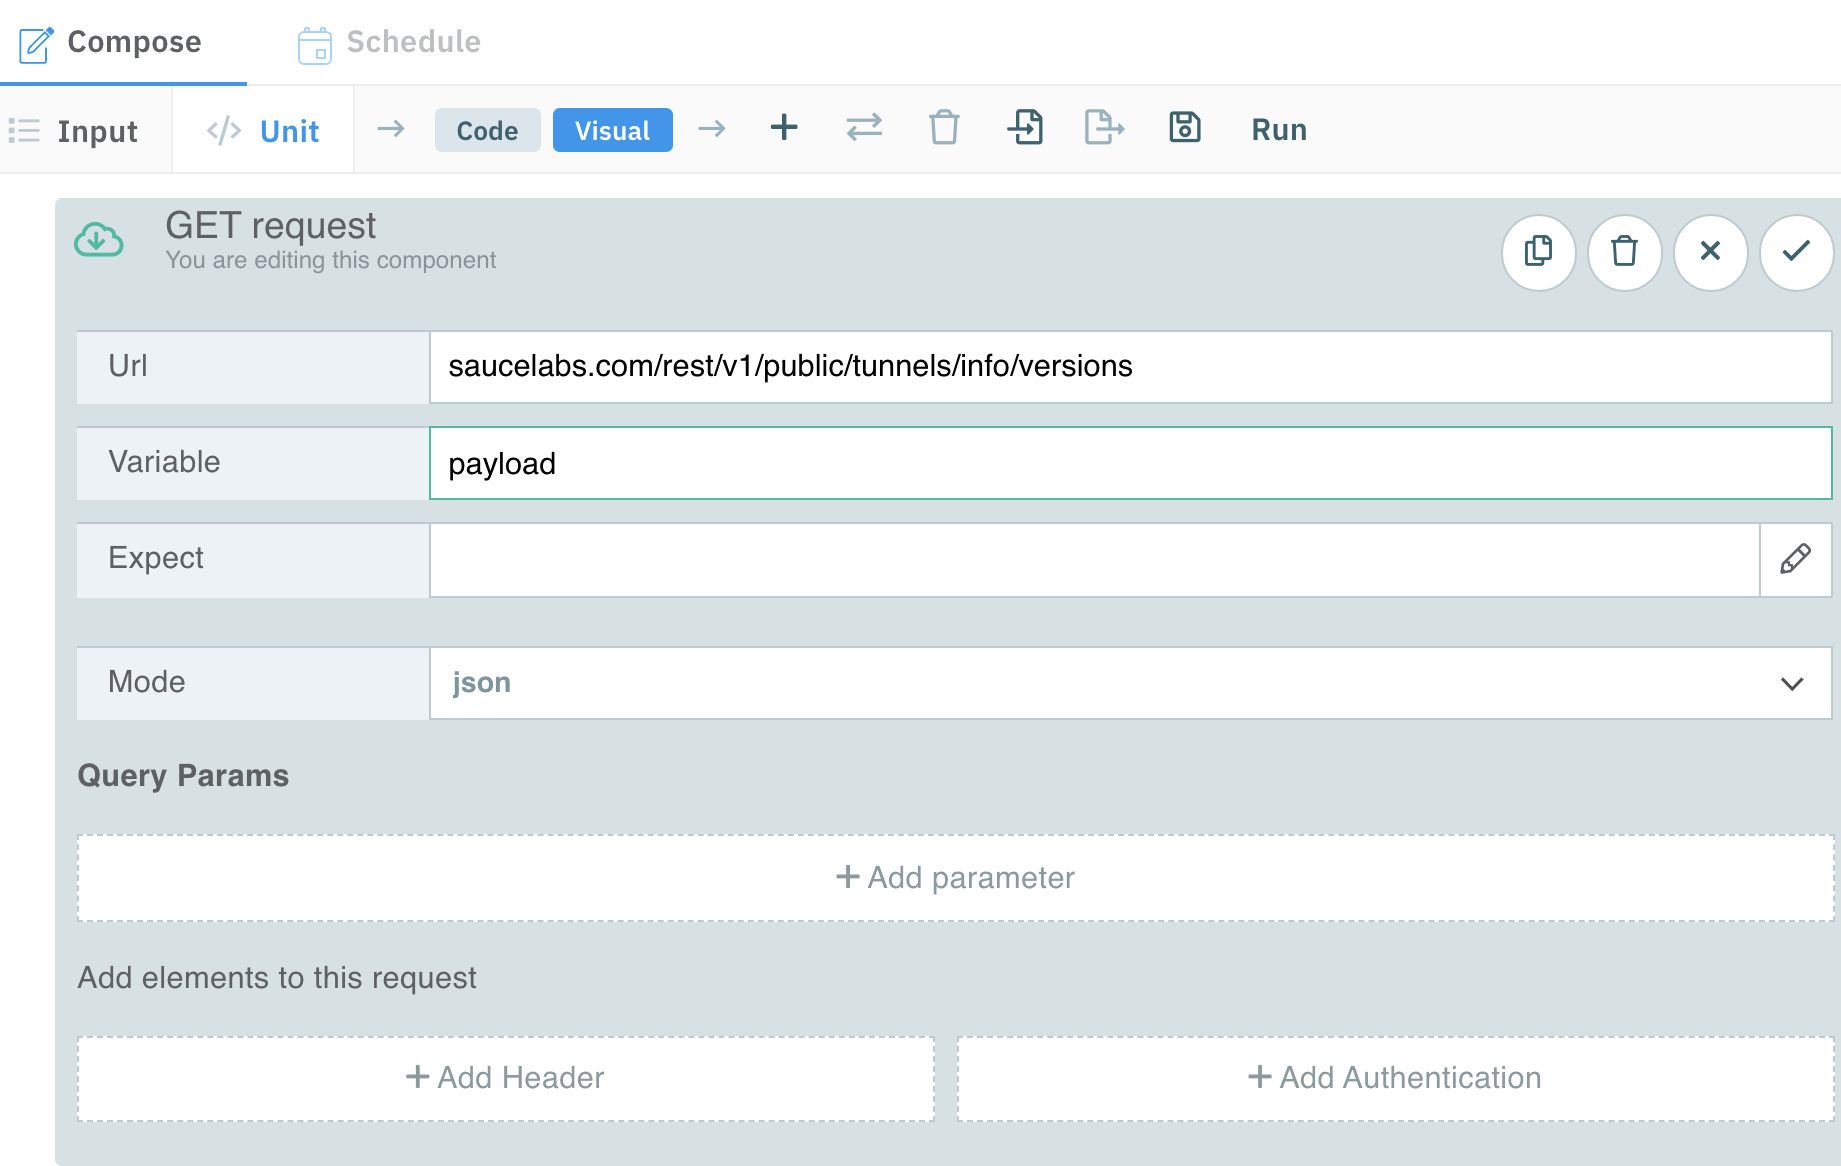 Compose Schedule
Input </> Unit Code Visual Run
GET request
You are editing this component
Url saucelabs.com/rest/v1/public/tunnels/info/versions
Variable payload
Expect
Mode json
Query Params
+ Add parameter
Add elements to this request
+ Add Header + Add Authentication